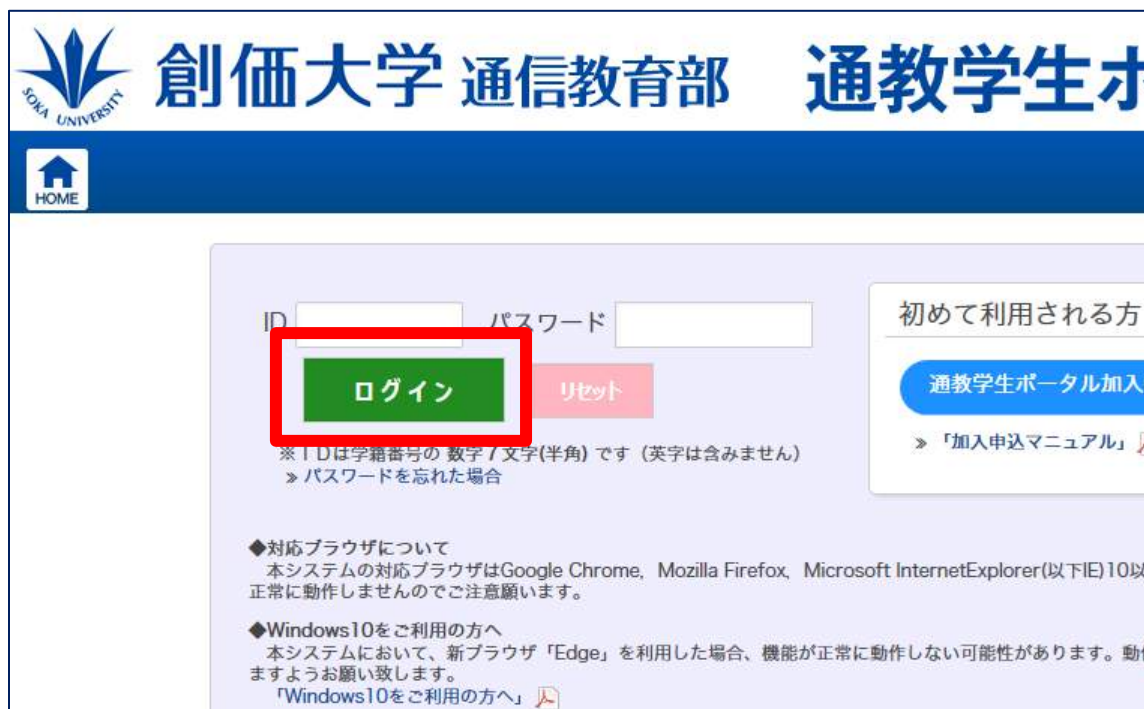 創価大学 通信教育部 通教学生ポ
SOKA UNIVERSITY
HOME
ID パスワード
ログイン リセット
※IDは学籍番号の 数字7文字(半角) です（英字は含みません）
» パスワードを忘れた場合
初めて利用される方
通教学生ポータル加入
» 「加入申込マニュアル」
◆対応ブラウザについて
本システムの対応ブラウザはGoogle Chrome、Mozilla Firefox、Microsoft InternetExplorer(以下IE)10以
正常に動作しませんのでご注意願います。
◆Windows10をご利用の方へ
本システムにおいて、新ブラウザ「Edge」を利用した場合、機能が正常に動作しない可能性があります。動作
ますようお願い致します。
「Windows10をご利用の方へ」